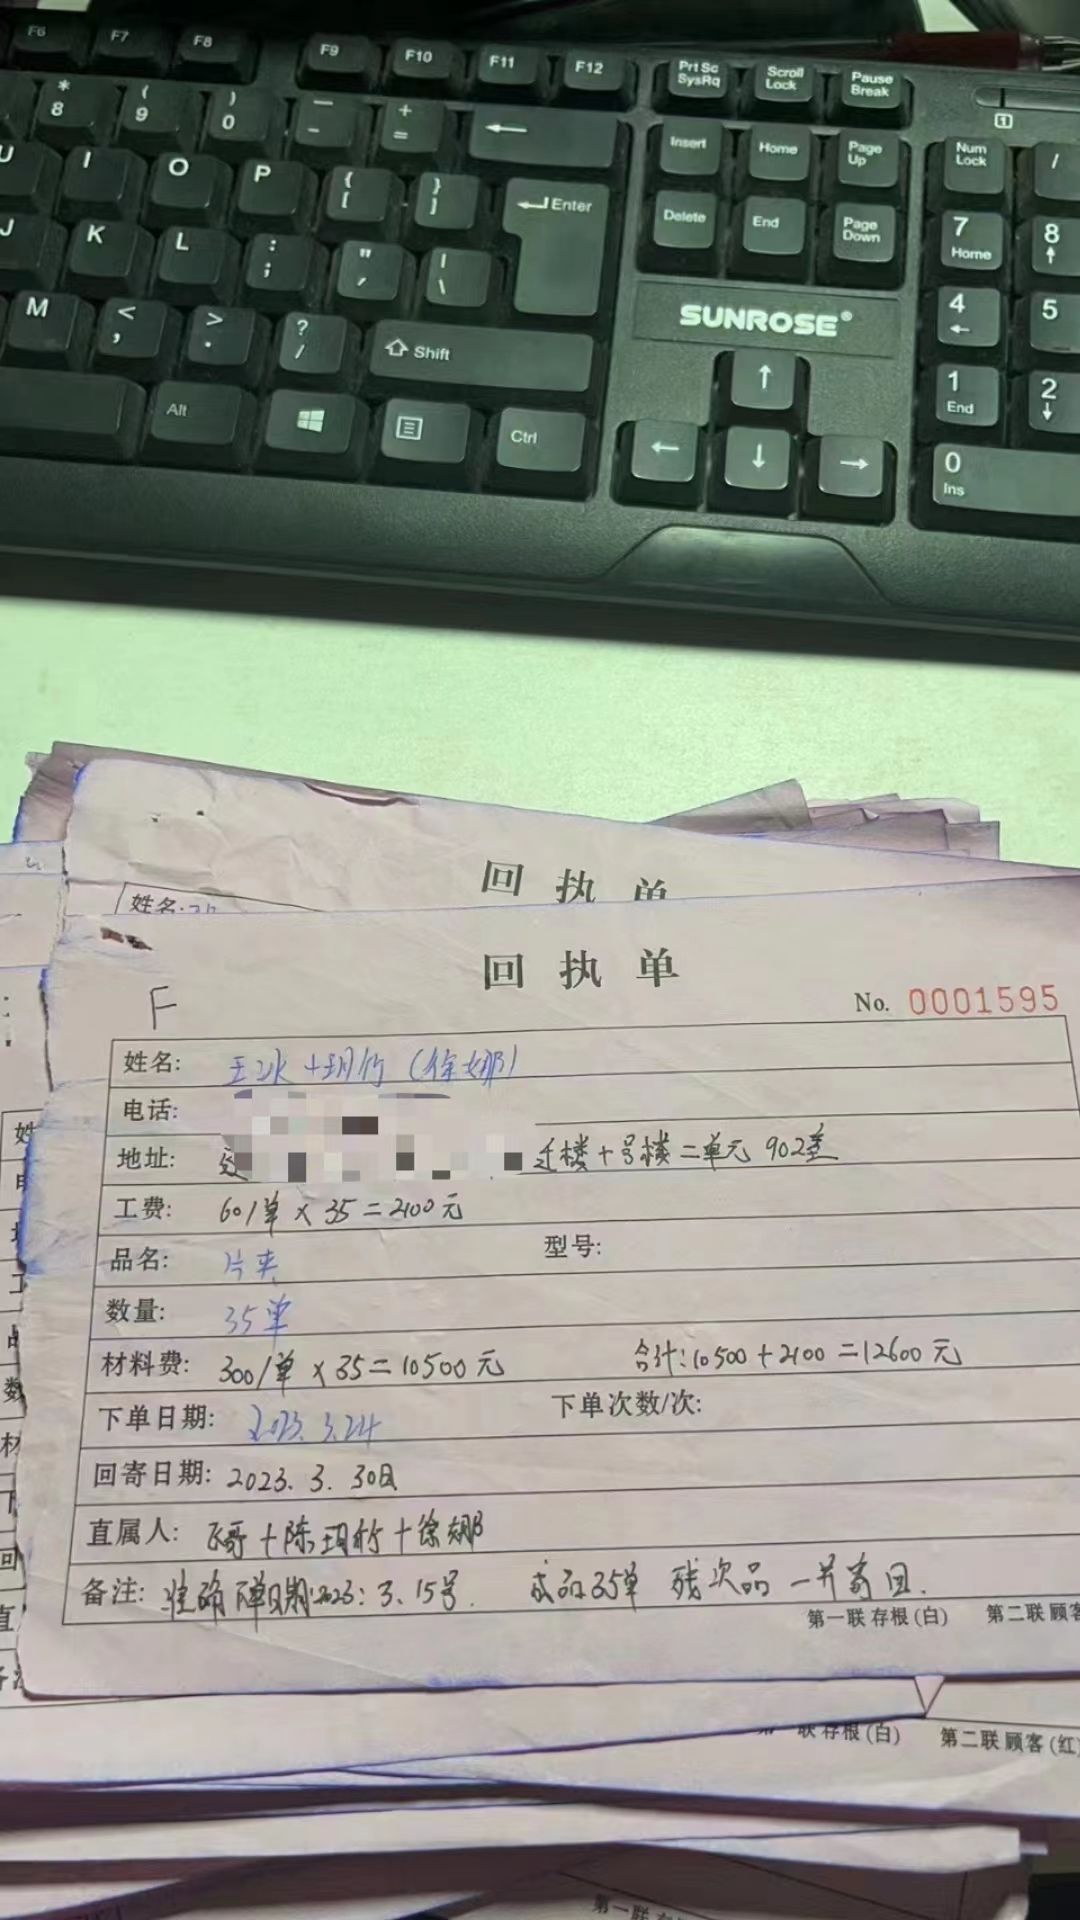 F6 F7 F8 F9 F10 F11 F12 Prt Sc SysRq Scroll Lock Pause Break
* 8 ( 9 ) 0 — - + = Insert Home Page Up Num Lock /
U I O P { [ } ] Enter Delete End Page Down 7 Home 8
J K L : ; " ' | \ SUNROSE® 4 5
M < , > . ? / Shift 1 End 2
Alt Ctrl 0 Ins
回执单
姓名:
回执单
F
No. 0001595
姓名: 王冰+玥竹(徐娜)
电话:
地址: 迁楼十号楼二单元 902室
工费: 60/单×35=2100元
品名: 片夹 型号:
数量: 35单
材料费: 300/单×35=10500元 合计:10500+2100=12600元
下单日期: 2023.3.24 下单次数/次:
回寄日期: 2023.3.30日
直属人: 飞哥+陈玥竹+徐娜
备注: 准确下单日期:2023:3.15号. 成品35单 残次品一并寄回.
第一联 存根(白) 第二联 顾客
联 存根(白) 第二联 顾客(红)
第一联